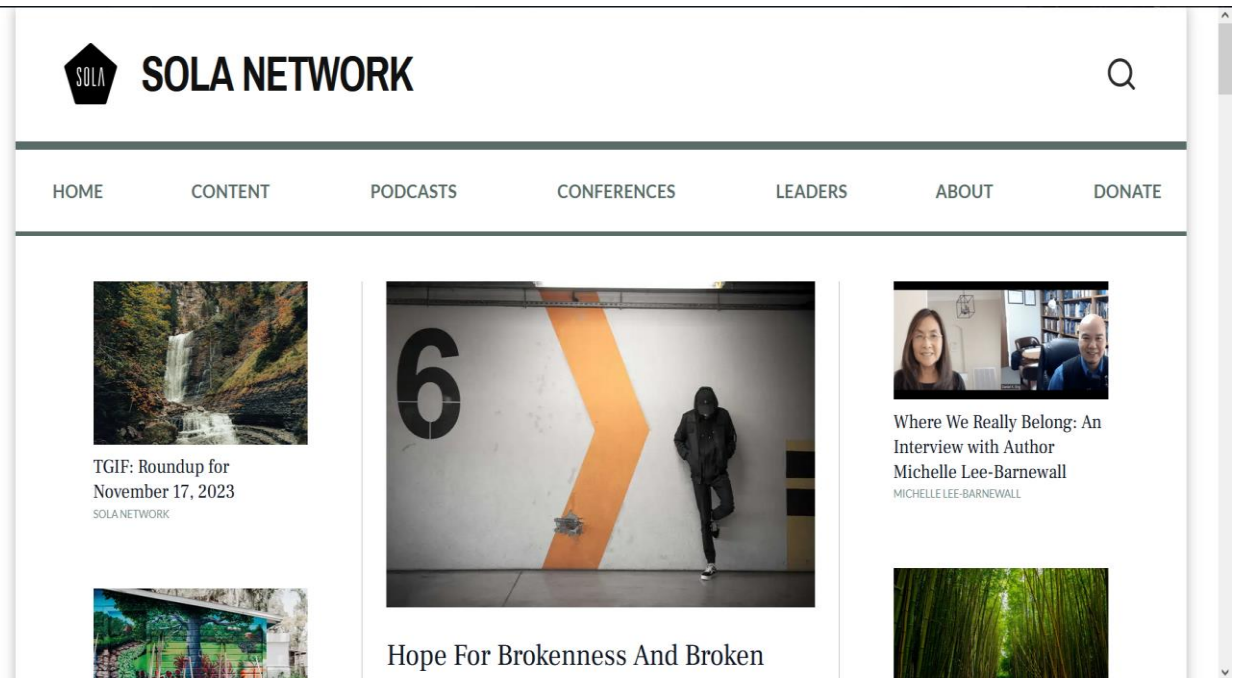 SOLA
SOLA NETWORK
HOME
CONTENT
PODCASTS
CONFERENCES
LEADERS
ABOUT
DONATE
TGIF: Roundup for
November 17, 2023
SOLA NETWORK
6
Hope For Brokenness And Broken
Where We Really Belong: An
Interview with Author
Michelle Lee-Barnewall
MICHELLE LEE-BARNEWALL